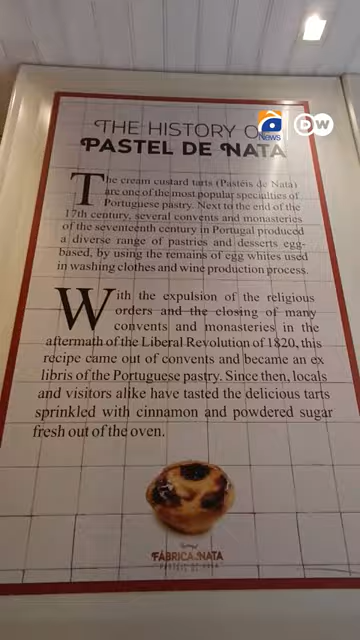 THE HISTORY O
News
DW
PASTEL DE NATA
The cream custard tarts (Pastéis de Nata)
are one of the most popular specialties of
Portuguese pastry. Next to the end of the
17th century, several convents and monasteries
of the seventeenth century in Portugal produced
a diverse range of pastries and desserts egg-
based, by using the remains of egg whites used
in washing clothes and wine production process.
With the expulsion of the religious
orders and the closing of many
convents and monasteries in the
aftermath of the Liberal Revolution of 1820, this
recipe came out of convents and became an ex
libris of the Portuguese pastry. Since then, locals
and visitors alike have tasted the delicious tarts
sprinkled with cinnamon and powdered sugar
fresh out of the oven.
FÁBRICA NATA
PASTÉIS DE NATA